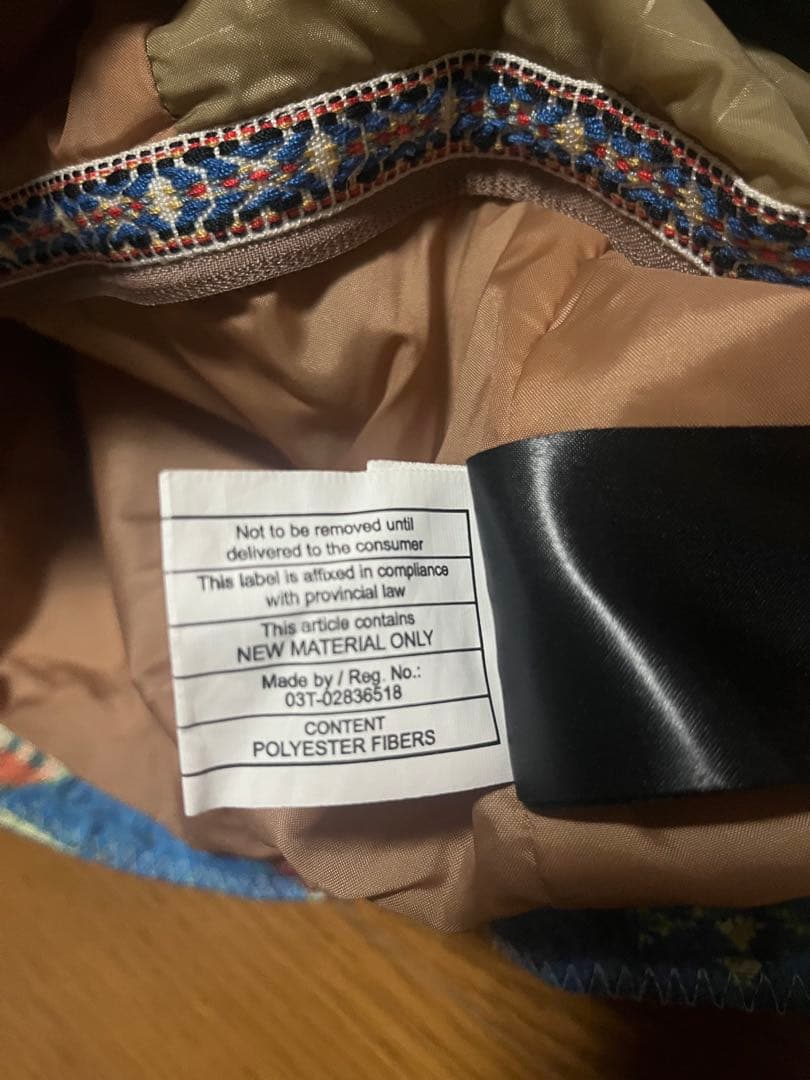 Not to be removed until
delivered to the consumer
This label is affixed in compliance
with provincial law
This article contains
NEW MATERIAL ONLY
Made by / Reg. No.:
03T-02836518
CONTENT
POLYESTER FIBERS